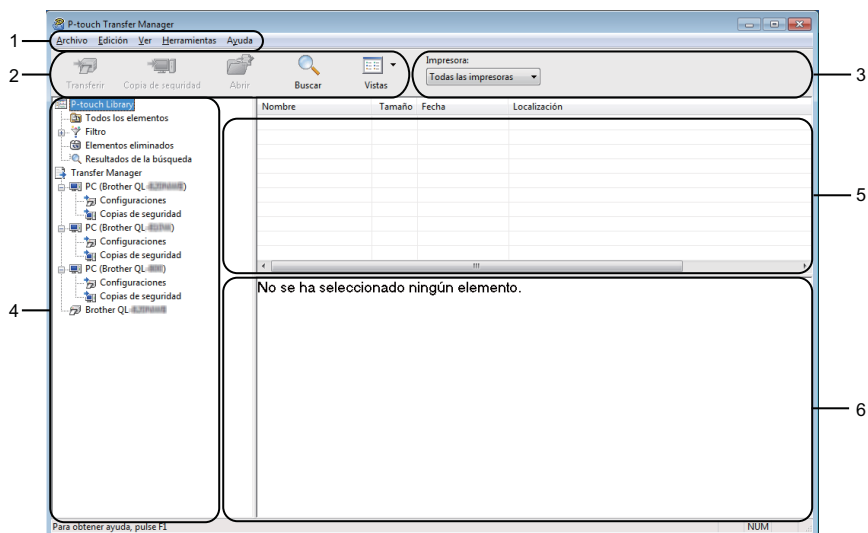 P-touch Transfer Manager
1
Archivo Edición Ver Herramientas Ayuda
2
Transferir Copia de seguridad Abrir Buscar Vistas
Impresora:
Todas las impresoras
3
P-touch Library
Todos los elementos
Filtro
Elementos eliminados
Resultados de la búsqueda
Transfer Manager
PC (Brother QL- )
Configuraciones
Copias de seguridad
PC (Brother QL- )
Configuraciones
Copias de seguridad
PC (Brother QL- )
Configuraciones
Copias de seguridad
Brother QL-
4
Nombre Tamaño Fecha Localización
5
No se ha seleccionado ningún elemento.
6
Para obtener ayuda, pulse F1
NUM